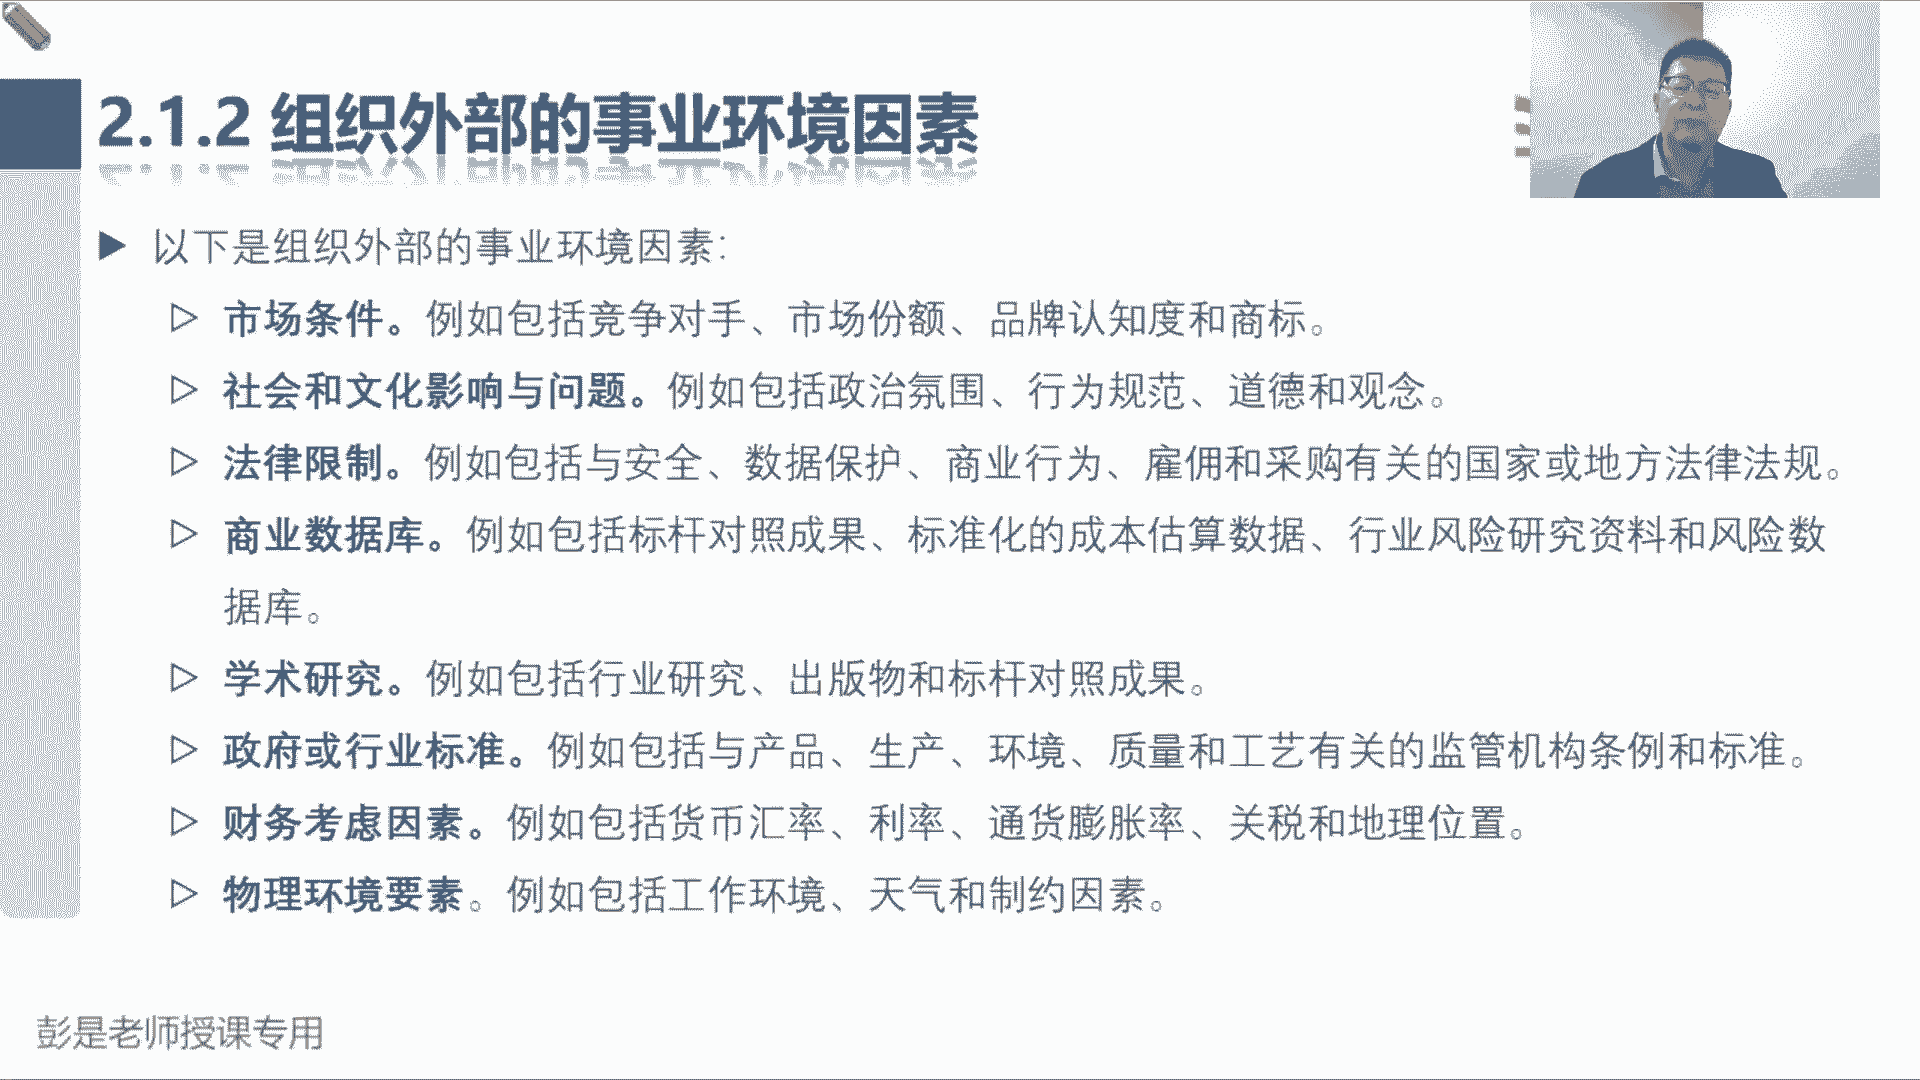 2.1.2 组织外部的事业环境因素
以下是组织外部的事业环境因素：
市场条件。例如包括竞争对手、市场份额、品牌认知度和商标。
社会和文化影响与问题。例如包括政治氛围、行为规范、道德和观念。
法律限制。例如包括与安全、数据保护、商业行为、雇佣和采购有关的国家或地方法律法规。
商业数据库。例如包括标杆对照成果、标准化的成本估算数据、行业风险研究资料和风险数
据库。
学术研究。例如包括行业研究、出版物和标杆对照成果。
政府或行业标准。例如包括与产品、生产、环境、质量和工艺有关的监管机构条例和标准。
财务考虑因素。例如包括货币汇率、利率、通货膨胀率、关税和地理位置。
物理环境要素。例如包括工作环境、天气和制约因素。
彭是老师授课专用